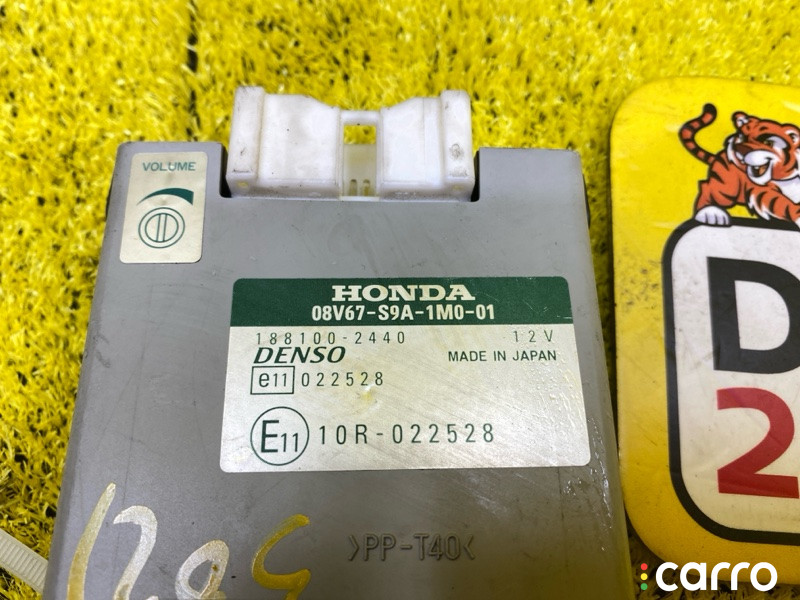 VOLUME
HONDA
08V67-S9A-1M0-01
188100-2440 12V
DENSO MADE IN JAPAN
e11 022528
E11 10R-022528
>PP-T40<
D
2
carro